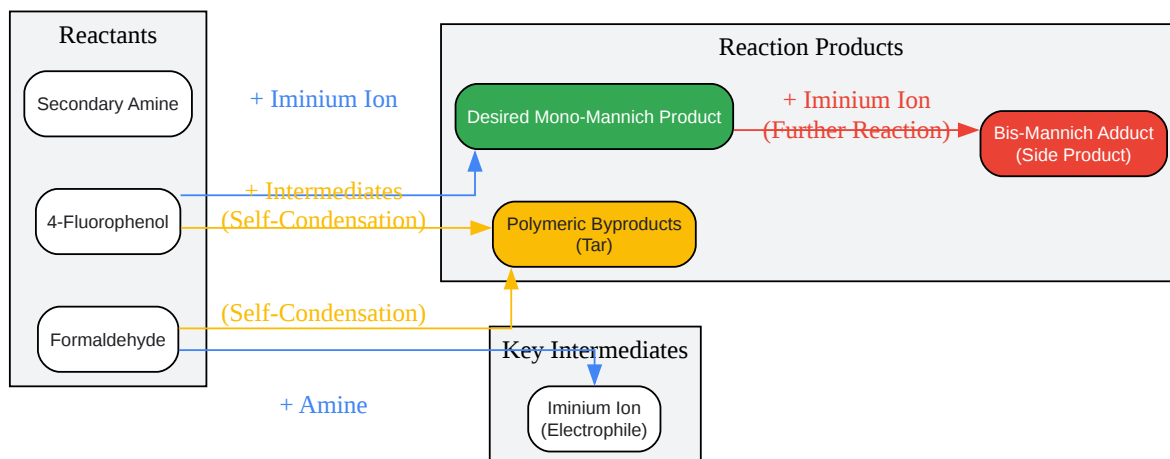 Reactants
Secondary Amine
4-Fluorophenol
Formaldehyde
+ Iminium Ion
+ Intermediates
(Self-Condensation)
(Self-Condensation)
+ Amine
Reaction Products
Desired Mono-Mannich Product
+ Iminium Ion
(Further Reaction)
Bis-Mannich Adduct
(Side Product)
Polymeric Byproducts
(Tar)
Key Intermediates
Iminium Ion
(Electrophile)